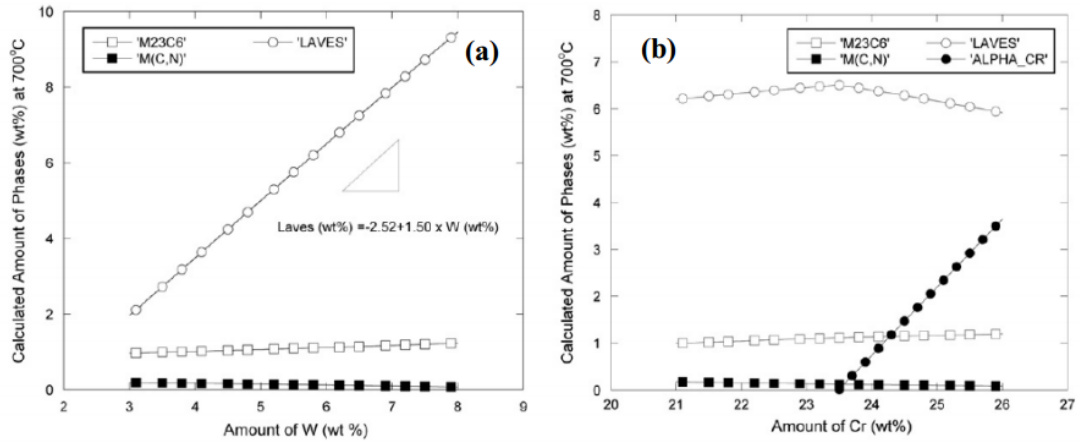 Calculated Amount of Phases (wt%) at 700°C
10
8
6
4
2
0
'M23C6' 'LAVES'
'M(C,N)'
(a)
Laves (wt%) =-2.52+1.50 x W (wt%)
2 3 4 5 6 7 8 9
Amount of W (wt %)
Calculated Amount of Phases (wt%) at 700°C
8
7
6
5
4
3
2
1
0
(b)
'M23C6' 'LAVES'
'M(C,N)' 'ALPHA_CR'
20 21 22 23 24 25 26 27
Amount of Cr (wt%)